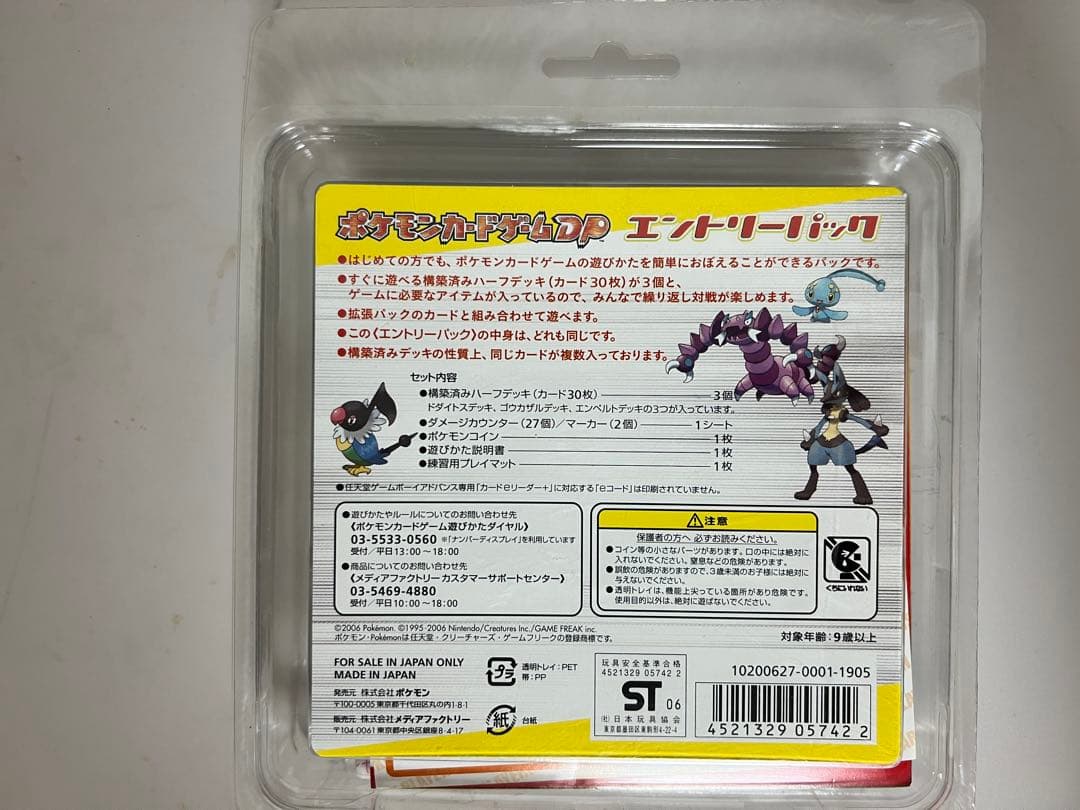 ポケモンカードゲームDP エントリーパック
●はじめての方でも、ポケモンカードゲームの遊びかたを簡単におぼえることができるパックです。
●すぐに遊べる構築済みハーフデッキ(カード30枚)が3個と、
ゲームに必要なアイテムが入っているので、みんなで繰り返し対戦が楽しめます。
●拡張パックのカードと組み合わせて遊べます。
●この《エントリーパック》の中身は、どれも同じです。
●構築済みデッキの性質上、同じカードが複数入っております。
セット内容
●構築済みハーフデッキ(カード30枚) 3個
ドダイトスデッキ、ゴウカザルデッキ、エンペルトデッキの3つが入っています。
●ダメージカウンター(27個)/マーカー(2個) 1シート
●ポケモンコイン 1枚
●遊びかた説明書 1枚
●練習用プレイマット 1枚
●任天堂ゲームボーイアドバンス専用「カードeリーダー+」に対応する「eコード」は印刷されていません。
●遊びかたやルールについてのお問い合わせ先
《ポケモンカードゲーム遊びかたダイヤル》
03-5533-0560 *「ナンバーディスプレイ」を利用しています
受付/平日13:00~18:00
●商品についてのお問い合わせ先
《メディアファクトリー カスタマーサポートセンター》
03-5469-4880
受付/平日10:00~18:00
注意
保護者の方へ 必ずお読みください。
●コイン等の小さなパーツがあります。口の中には絶対に
入れないでください。窒息などの危険があります。
●誤飲の危険がありますので、3歳未満のお子様には絶対に
与えないでください。
●透明トレイは、機能上尖っている箇所があり危険です。
使用目的以外は、絶対に遊ばないでください。
くちにいれない
©2006 Pokémon. ©1995-2006 Nintendo/Creatures Inc./GAME FREAK inc.
ポケモン・Pokémonは任天堂・クリーチャーズ・ゲームフリークの登録商標です。
対象年齢:9歳以上
FOR SALE IN JAPAN ONLY
MADE IN JAPAN
発売元 株式会社ポケモン
〒100-0005 東京都千代田区丸の内1-8-1
販売元 株式会社メディアファクトリー
〒104-0061 東京都中央区銀座8-4-17
プラ
透明トレイ:PET
帯:PP
紙
台紙
玩具安全基準合格
4521329 05742 2
ST 06
(社)日本玩具協会
東京都墨田区東駒形4-22-4
10200627-0001-1905
4 521329 057422